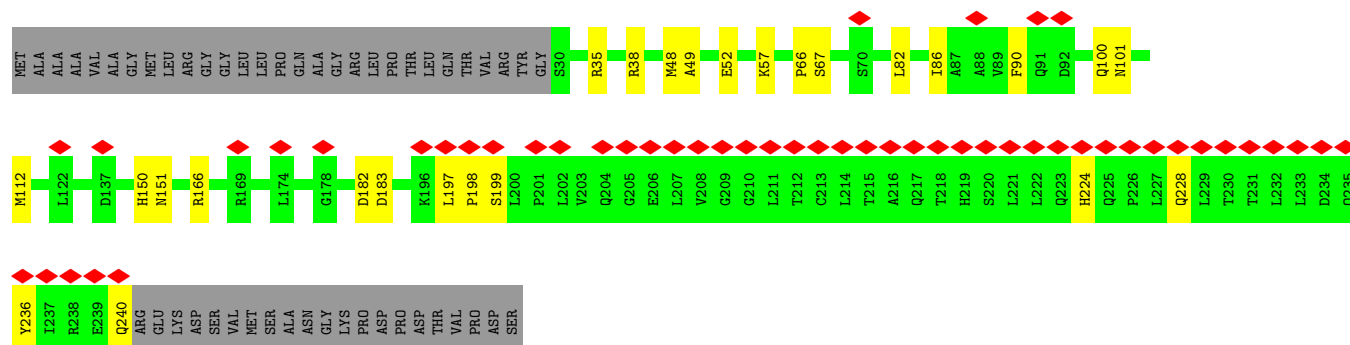 MET ALA ALA ALA VAL ALA GLY MET LEU ARG GLY GLY LEU LEU PRO GLN ALA GLY ARG LEU PRO THR LEU GLN THR VAL ARG TYR GLY S30 R35 R38 M48 A49 E52 K57 P66 S67 S70 L82 I86 A87 A88 V89 F90 Q91 D92 Q100 N101
M112 L122 D137 H150 N151 R166 R169 L174 G178 D182 D183 K196 L197 P198 S199 L200 P201 L202 V203 Q204 G205 E206 L207 V208 G209 G210 L211 T212 C213 L214 T215 A216 Q217 T218 H219 S220 L221 L222 Q223 H224 Q225 P226 L227 Q228 L229 T230 T231 L232 L233 D234 Q235
Y236 I237 R238 E239 Q240 ARG GLU LYS ASP SER VAL MET SER ALA ASN GLY LYS PRO ASP PRO ASP THR VAL PRO ASP SER